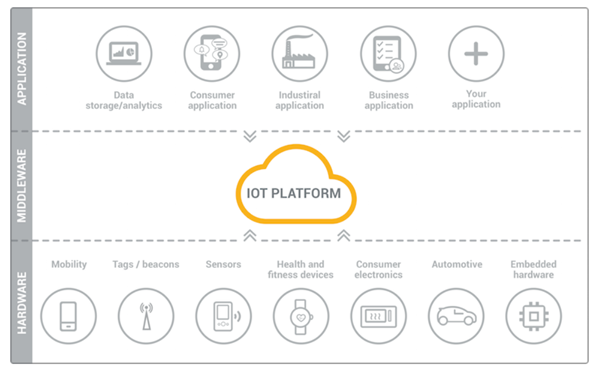 APPLICATION
Data
storage/analytics
Consumer
application
Industiral
application
Business
application
Your
application
MIDDLEWARE
IOT PLATFORM
HARDWARE
Mobility
Tags / beacons
Sensors
Health and
fitness devices
Consumer
electronics
Automotive
Embedded
hardware